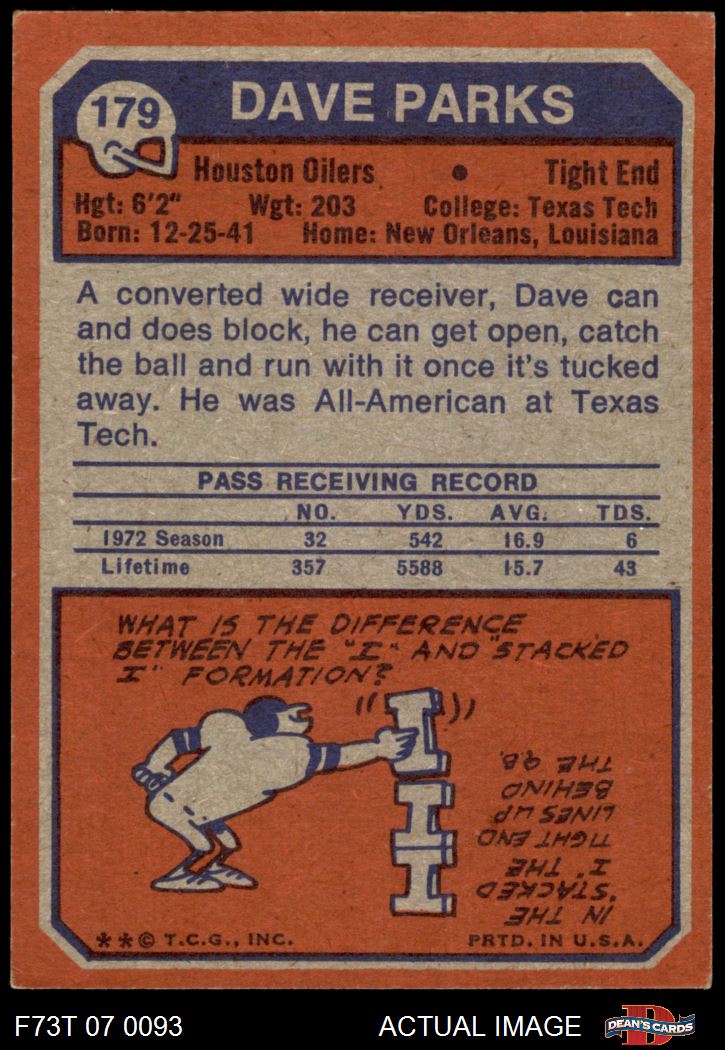 179
DAVE PARKS
Houston Oilers • Tight End
Hgt: 6'2" Wgt: 203 College: Texas Tech
Born: 12-25-41 Home: New Orleans, Louisiana
A converted wide receiver, Dave can
and does block, he can get open, catch
the ball and run with it once it's tucked
away. He was All-American at Texas
Tech.
PASS RECEIVING RECORD
NO. YDS. AVG. TDS.
1972 Season 32 542 16.9 6
Lifetime 357 5588 15.7 43
WHAT IS THE DIFFERENCE
BETWEEN THE "I" AND "STACKED
I" FORMATION?
IN THE
"STACKED
I" THE
TIGHT END
LINES UP
BEHIND
THE Q.B.
I
I
I
**© T.C.G., INC. PRTD. IN U.S.A.
F73T 07 0093 ACTUAL IMAGE
D
DEAN'S CARDS